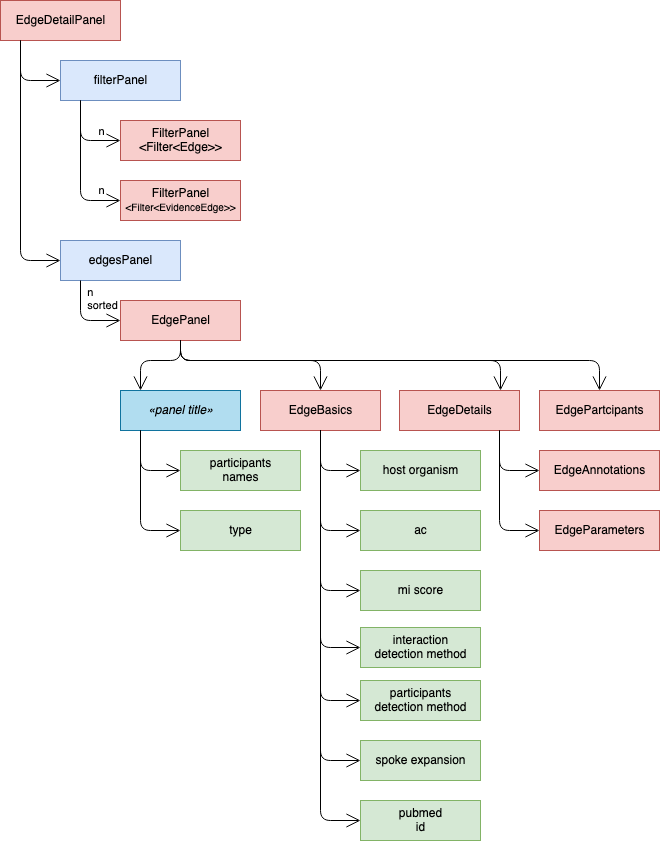 EdgeDetailPanel
filterPanel
n
FilterPanel
<Filter<Edge>>
n
FilterPanel
<Filter<EvidenceEdge>>
edgesPanel
n
sorted
EdgePanel
«panel title»
EdgeBasics
EdgeDetails
EdgePartcipants
participants
names
host organism
EdgeAnnotations
type
ac
EdgeParameters
mi score
interaction
detection method
participants
detection method
spoke expansion
pubmed
id